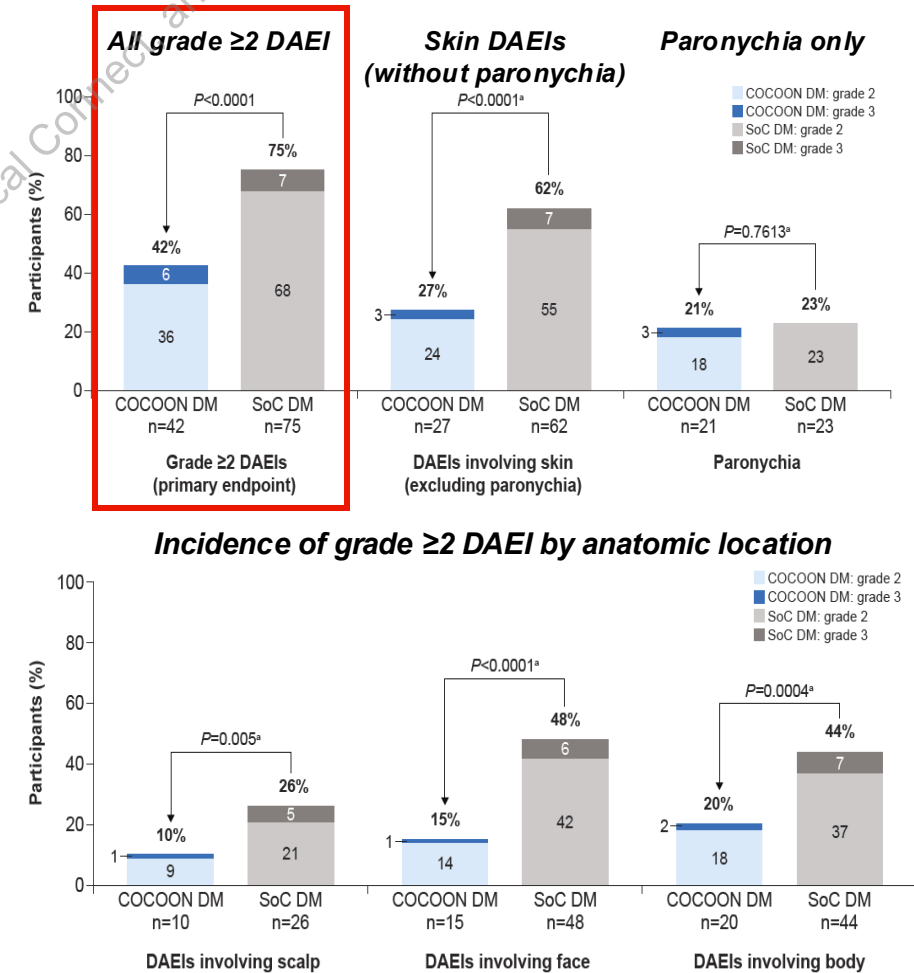 All grade ≥2 DAEI
Skin DAEIs
(without paronychia)
Paronychia only
cal Connect, an
Participants (%)
100
80
60
40
20
0
P<0.0001
75%
7
68
42%
6
36
COCOON DM
n=42
SoC DM
n=75
Grade ≥2 DAEIs
(primary endpoint)
P<0.0001ᵃ
62%
7
55
27%
3
24
COCOON DM
n=27
SoC DM
n=62
DAEIs involving skin
(excluding paronychia)
COCOON DM: grade 2
COCOON DM: grade 3
SoC DM: grade 2
SoC DM: grade 3
P=0.7613ᵃ
21%
23%
3
18
23
COCOON DM
n=21
SoC DM
n=23
Paronychia
Incidence of grade ≥2 DAEI by anatomic location
Participants (%)
100
80
60
40
20
0
COCOON DM: grade 2
COCOON DM: grade 3
SoC DM: grade 2
SoC DM: grade 3
P=0.005ᵃ
26%
5
21
10%
1
9
COCOON DM
n=10
SoC DM
n=26
DAEIs involving scalp
P<0.0001ᵃ
48%
6
42
15%
1
14
COCOON DM
n=15
SoC DM
n=48
DAEIs involving face
P=0.0004ᵃ
44%
7
37
20%
2
18
COCOON DM
n=20
SoC DM
n=44
DAEIs involving body